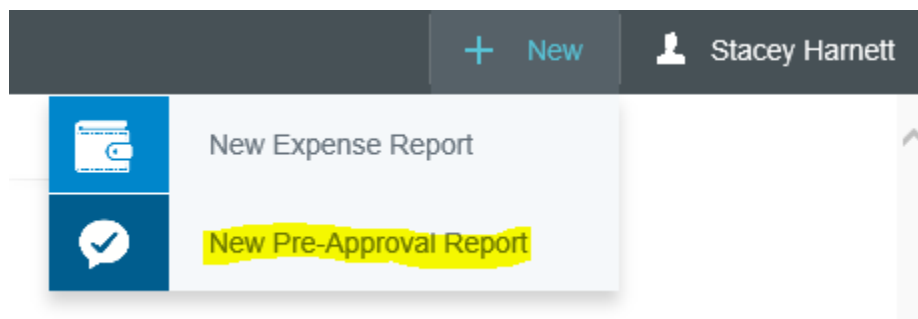 + New Stacey Harnett
New Expense Report
New Pre-Approval Report